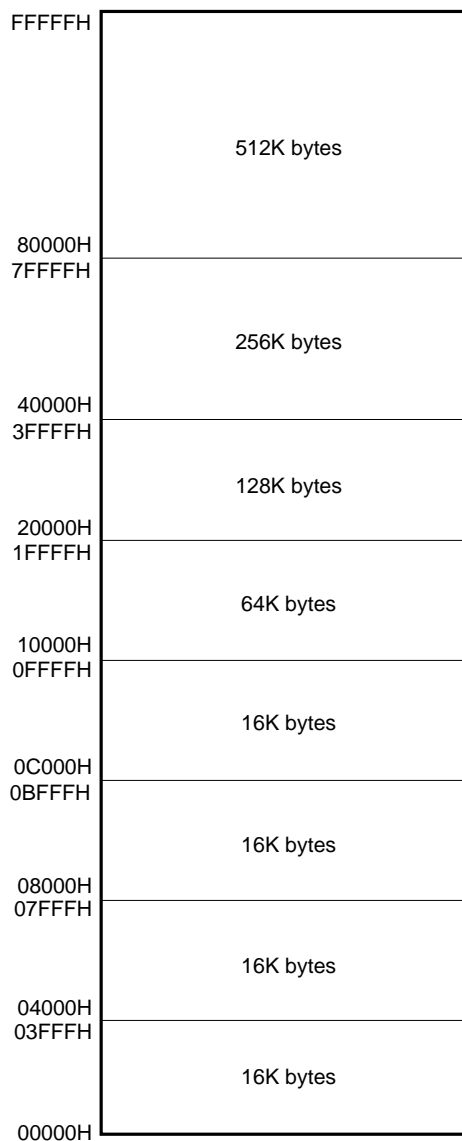 FFFFFH
512K bytes
80000H
7FFFFH
256K bytes
40000H
3FFFFH
128K bytes
20000H
1FFFFH
64K bytes
10000H
0FFFFH
16K bytes
0C000H
0BFFFH
16K bytes
08000H
07FFFH
16K bytes
04000H
03FFFH
16K bytes
00000H